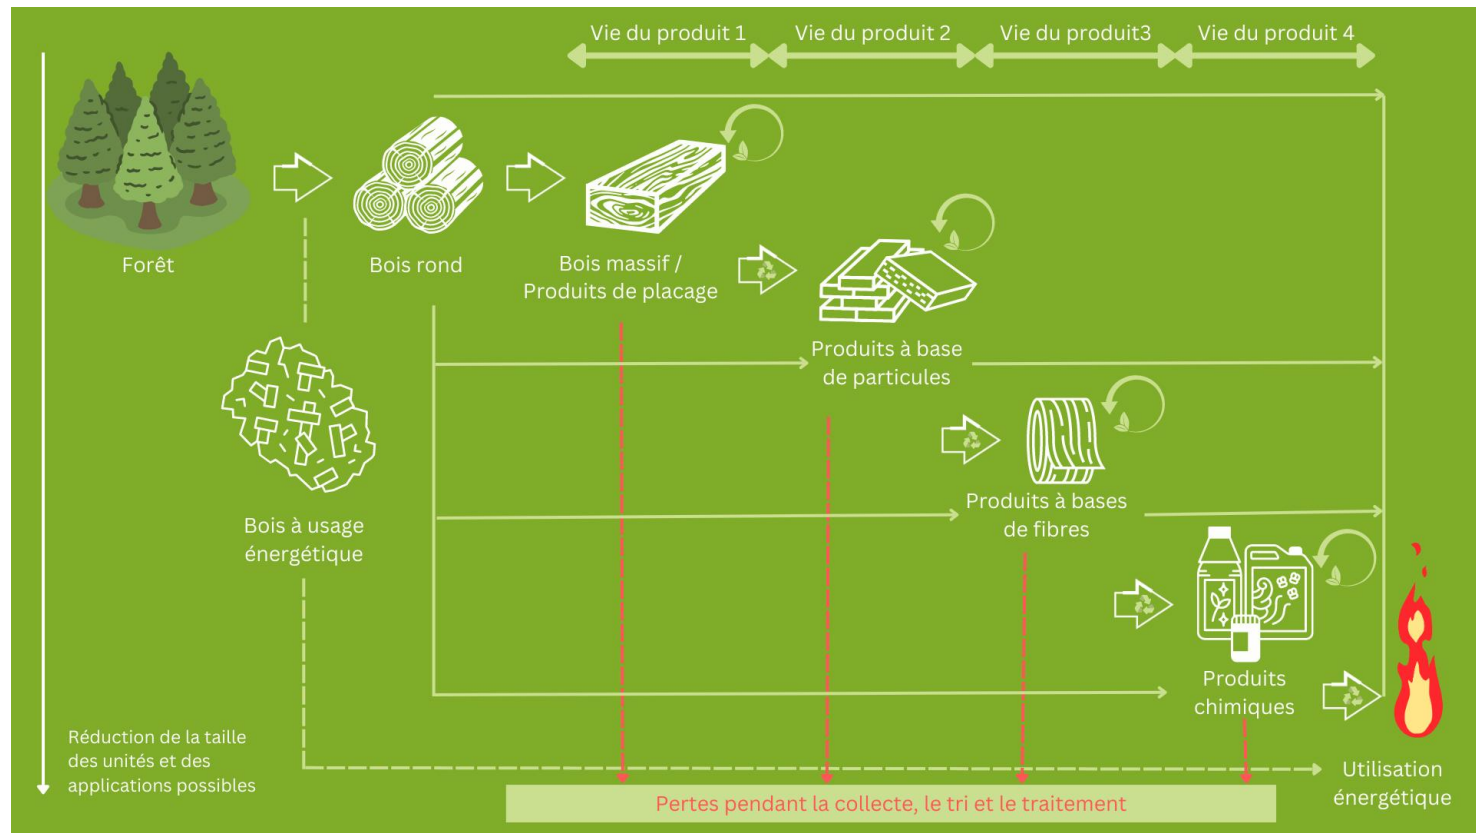 Vie du produit 1
Vie du produit 2
Vie du produit3
Vie du produit 4
Forêt
Bois rond
Bois massif /
Produits de placage
Produits à base
de particules
Produits à bases
de fibres
Bois à usage
énergétique
Produits
chimiques
Réduction de la taille
des unités et des
applications possibles
Utilisation
énergétique
Pertes pendant la collecte, le tri et le traitement